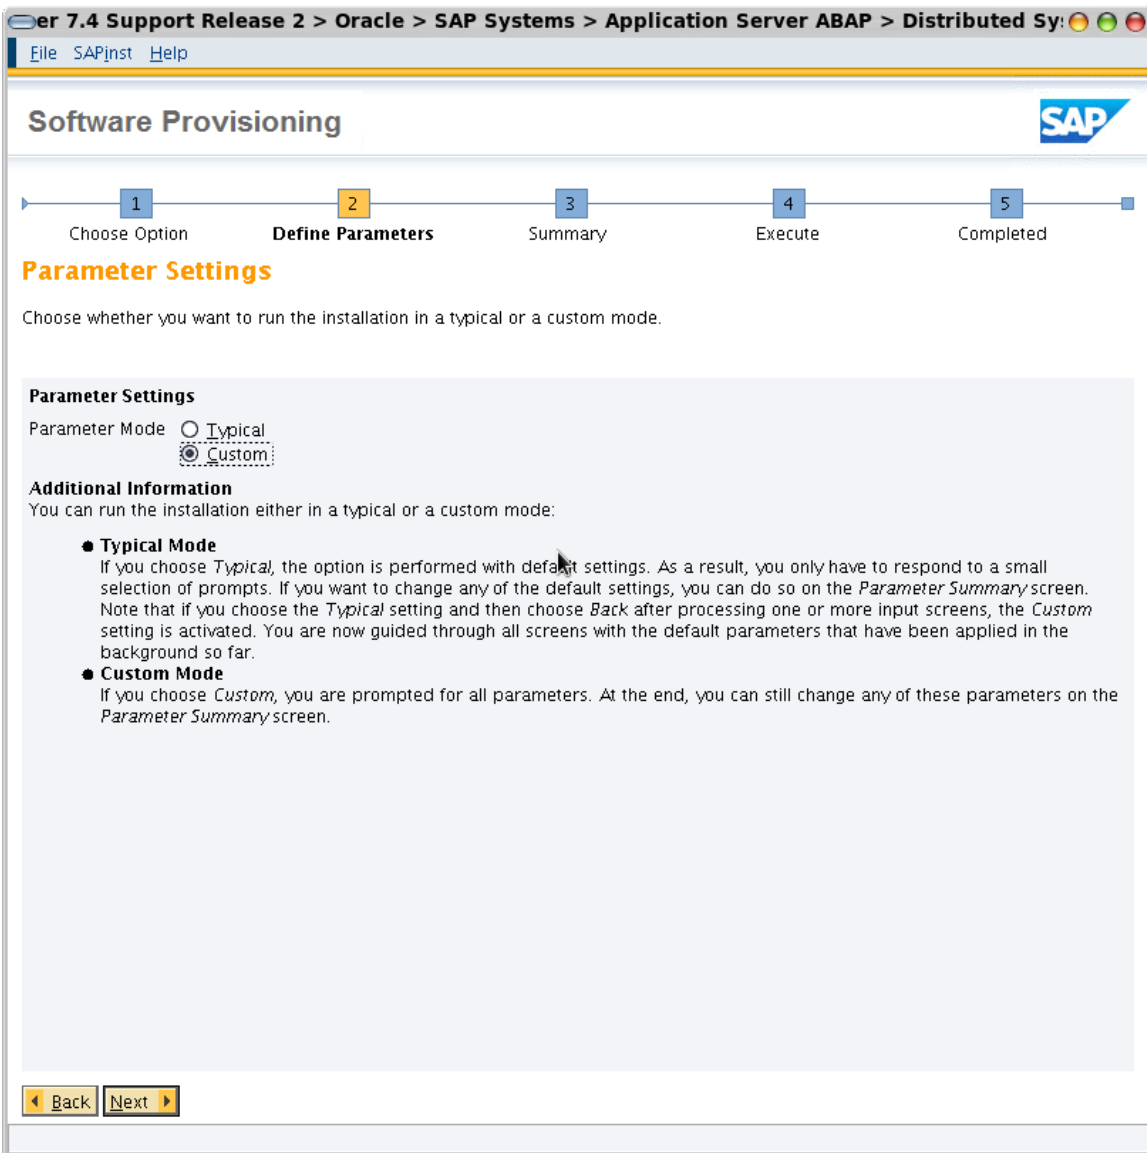 er 7.4 Support Release 2 > Oracle > SAP Systems > Application Server ABAP > Distributed Sy
File SAPinst Help
Software Provisioning
SAP
1 2 3 4 5
Choose Option Define Parameters Summary Execute Completed
Parameter Settings
Choose whether you want to run the installation in a typical or a custom mode.
Parameter Settings
Parameter Mode Typical
Custom
Additional Information
You can run the installation either in a typical or a custom mode:
Typical Mode
If you choose Typical, the option is performed with default settings. As a result, you only have to respond to a small
selection of prompts. If you want to change any of the default settings, you can do so on the Parameter Summary screen.
Note that if you choose the Typical setting and then choose Back after processing one or more input screens, the Custom
setting is activated. You are now guided through all screens with the default parameters that have been applied in the
background so far.
Custom Mode
If you choose Custom, you are prompted for all parameters. At the end, you can still change any of these parameters on the
Parameter Summary screen.
Back Next